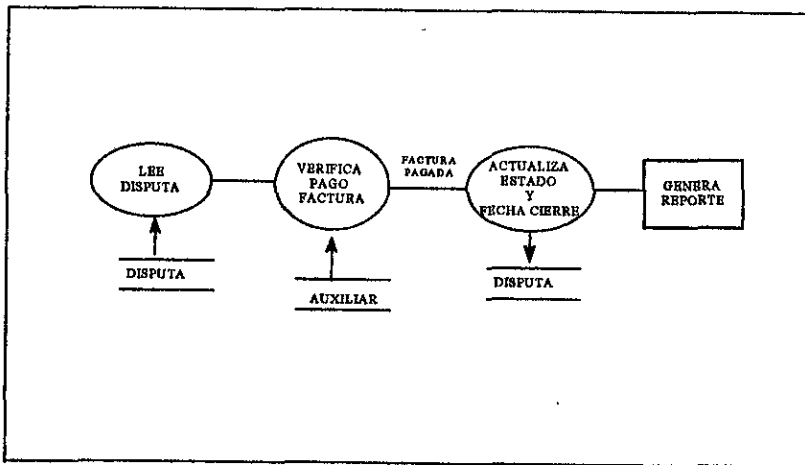 LEE
DISPUTA
VERIFICA
PAGO
FACTURA
FACTURA
PAGADA
ACTUALIZA
ESTADO
Y
FECHA CIERRE
GENERA
REPORTE
DISPUTA
AUXILIAR
DISPUTA